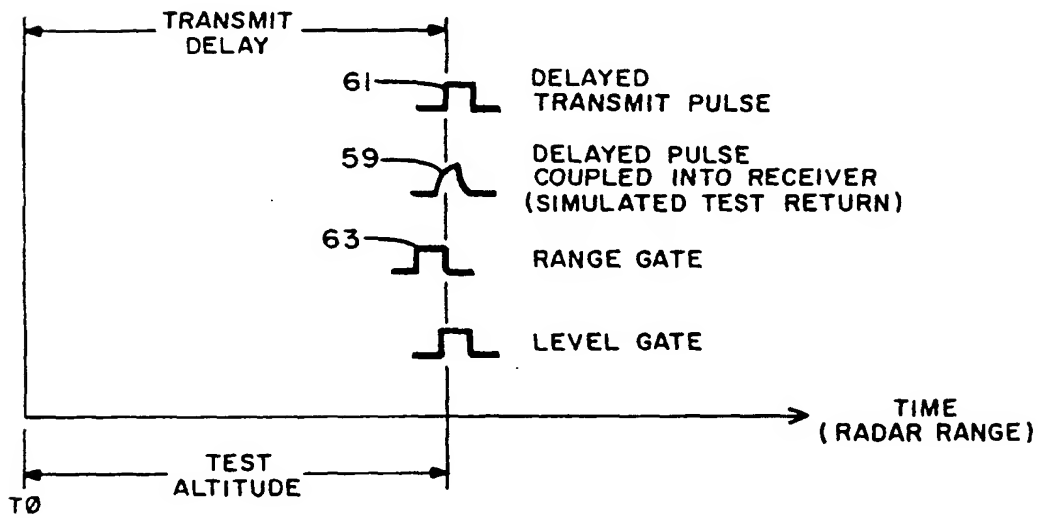 TRANSMIT
DELAY
61
DELAYED
TRANSMIT PULSE
59
DELAYED PULSE
COUPLED INTO RECEIVER
(SIMULATED TEST RETURN)
63
RANGE GATE
LEVEL GATE
TIME
(RADAR RANGE)
TEST
ALTITUDE
TØ